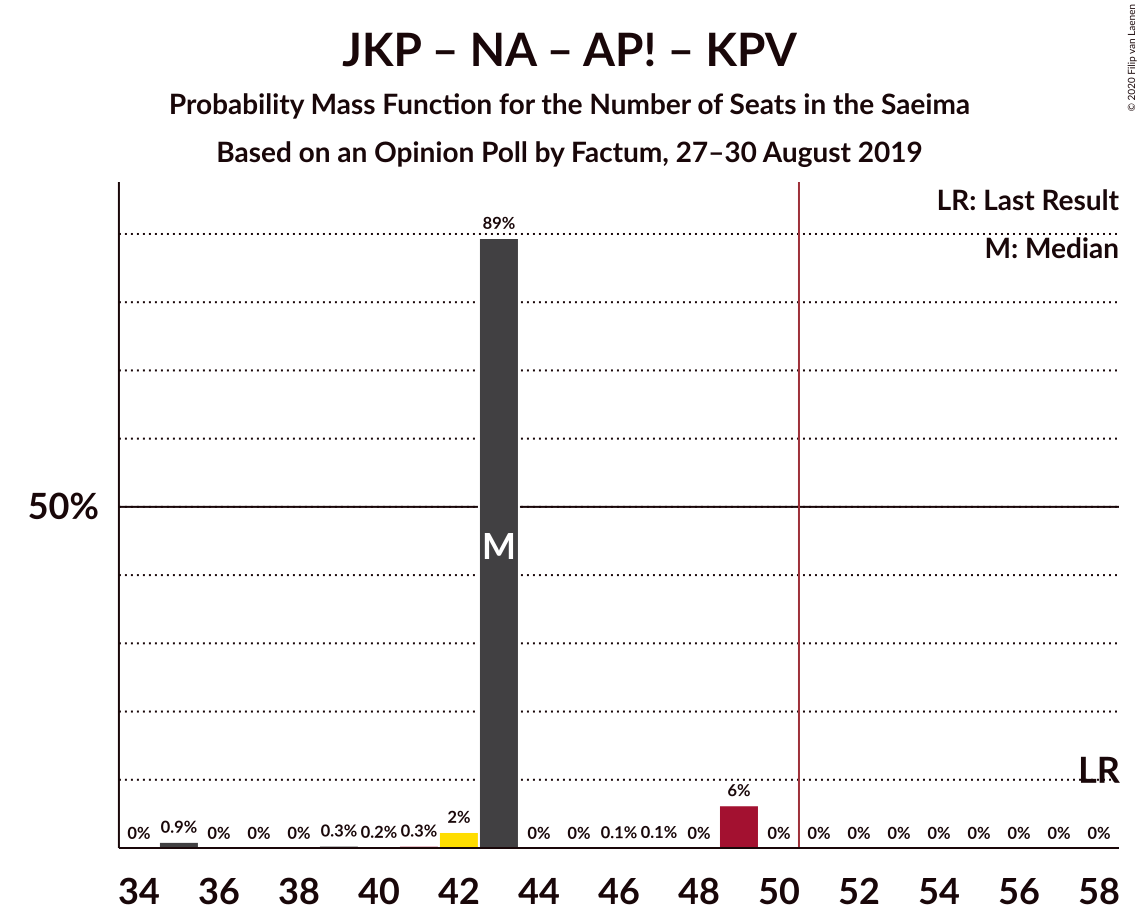 JKP – NA – AP! – KPV
Probability Mass Function for the Number of Seats in the Saeima
Based on an Opinion Poll by Factum, 27–30 August 2019
© 2020 Filip van Laenen
LR: Last Result
M: Median
50%
0% 0.9% 0% 0% 0% 0.3% 0.2% 0.3% 2% 89% 0% 0% 0.1% 0.1% 0% 6% 0% 0% 0% 0% 0% 0% 0% 0% 0%
M
LR
34 36 38 40 42 44 46 48 50 52 54 56 58